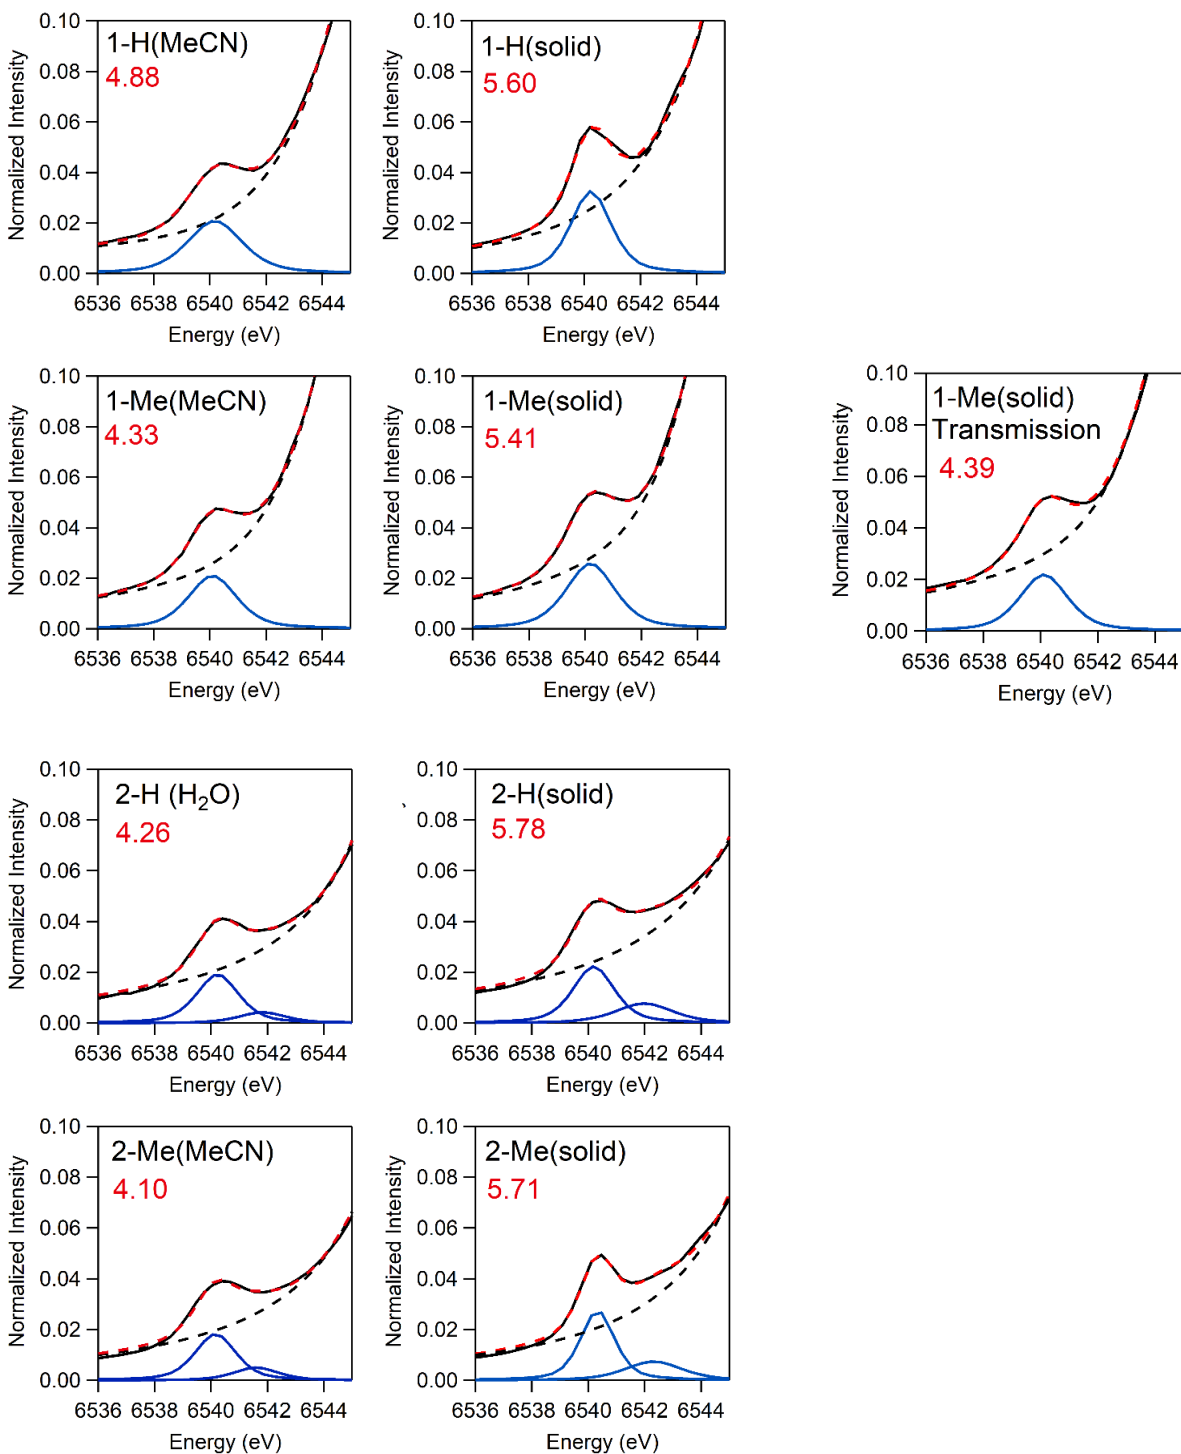 0.10
0.08
0.06
0.04
0.02
0.00
Normalized Intensity
1-H(MeCN)
4.88
6536 6538 6540 6542 6544
Energy (eV)
0.10
0.08
0.06
0.04
0.02
0.00
Normalized Intensity
1-H(solid)
5.60
6536 6538 6540 6542 6544
Energy (eV)
0.10
0.08
0.06
0.04
0.02
0.00
Normalized Intensity
1-Me(MeCN)
4.33
6536 6538 6540 6542 6544
Energy (eV)
0.10
0.08
0.06
0.04
0.02
0.00
Normalized Intensity
1-Me(solid)
5.41
6536 6538 6540 6542 6544
Energy (eV)
0.10
0.08
0.06
0.04
0.02
0.00
Normalized Intensity
1-Me(solid)
Transmission
4.39
6536 6538 6540 6542 6544
Energy (eV)
0.10
0.08
0.06
0.04
0.02
0.00
Normalized Intensity
2-H (H₂O)
4.26
6536 6538 6540 6542 6544
Energy (eV)
0.10
0.08
0.06
0.04
0.02
0.00
Normalized Intensity
2-H(solid)
5.78
6536 6538 6540 6542 6544
Energy (eV)
0.10
0.08
0.06
0.04
0.02
0.00
Normalized Intensity
2-Me(MeCN)
4.10
6536 6538 6540 6542 6544
Energy (eV)
0.10
0.08
0.06
0.04
0.02
0.00
Normalized Intensity
2-Me(solid)
5.71
6536 6538 6540 6542 6544
Energy (eV)